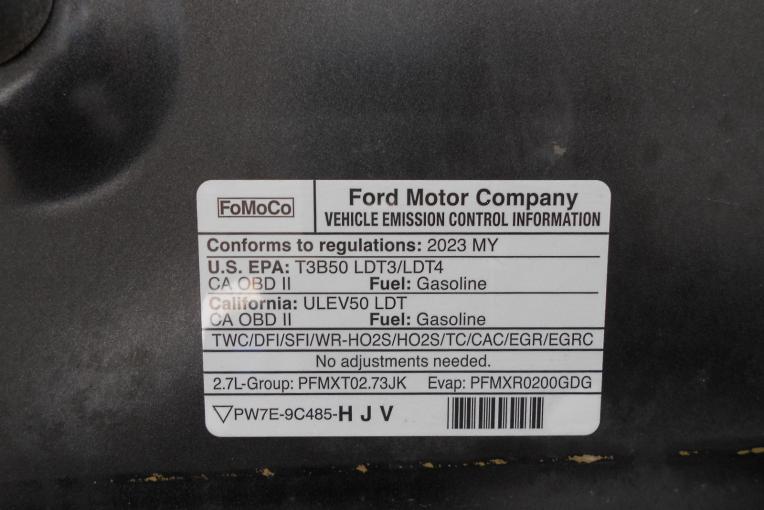 FoMoCo
Ford Motor Company
VEHICLE EMISSION CONTROL INFORMATION
Conforms to regulations: 2023 MY
U.S. EPA: T3B50 LDT3/LDT4
CA OBD II Fuel: Gasoline
California: ULEV50 LDT
CA OBD II Fuel: Gasoline
TWC/DFI/SFI/WR-HO2S/HO2S/TC/CAC/EGR/EGRC
No adjustments needed.
2.7L-Group: PFMXT02.73JK Evap: PFMXR0200GDG
▽PW7E-9C485-H J V